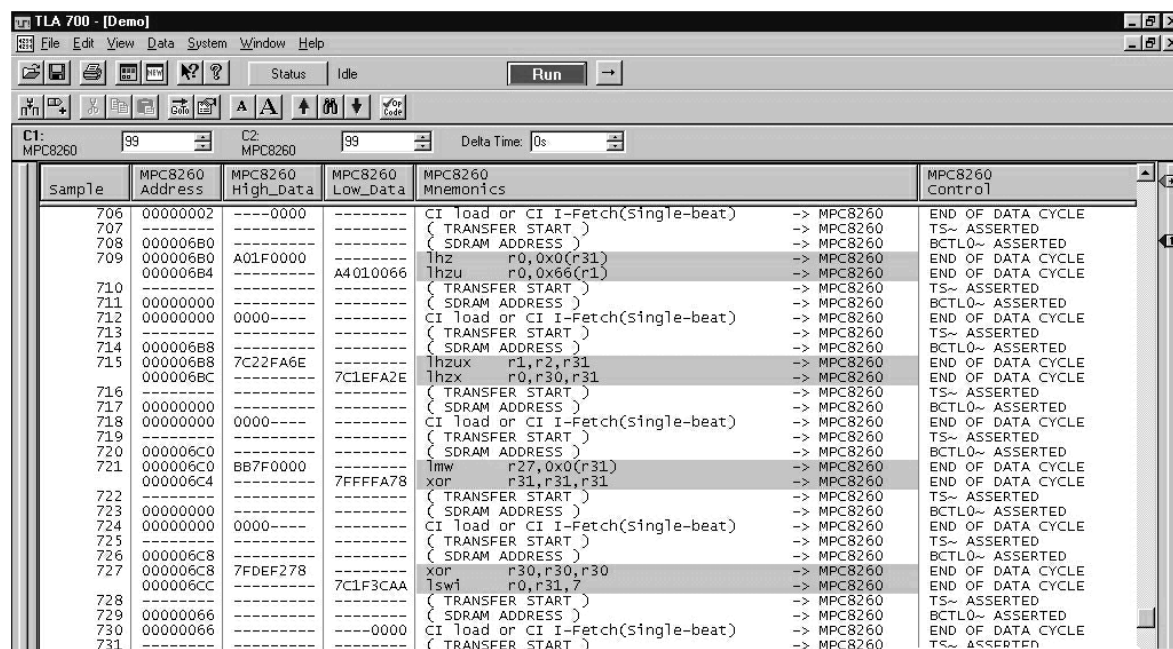 TLA 700 - [Demo]
File Edit View Data System Window Help
NEW Status Idle Run
GoTo A A Op Code
C1: MPC8260 99 C2: MPC8260 99 Delta Time: 0s
Sample MPC8260 Address MPC8260 High_Data MPC8260 Low_Data MPC8260 Mnemonics MPC8260 Control
706 00000002 ----0000 -------- CI load or CI I-Fetch(Single-beat) -> MPC8260 END OF DATA CYCLE
707 -------- -------- -------- ( TRANSFER START ) -> MPC8260 TS~ ASSERTED
708 000006B0 -------- -------- ( SDRAM ADDRESS ) -> MPC8260 BCTL0~ ASSERTED
709 000006B0 A01F0000 -------- lhz r0,0x0(r31) -> MPC8260 END OF DATA CYCLE
000006B4 -------- A4010066 lhzu r0,0x66(r1) -> MPC8260 END OF DATA CYCLE
710 -------- -------- -------- ( TRANSFER START ) -> MPC8260 TS~ ASSERTED
711 00000000 -------- -------- ( SDRAM ADDRESS ) -> MPC8260 BCTL0~ ASSERTED
712 00000000 0000---- -------- CI load or CI I-Fetch(Single-beat) -> MPC8260 END OF DATA CYCLE
713 -------- -------- -------- ( TRANSFER START ) -> MPC8260 TS~ ASSERTED
714 000006B8 -------- -------- ( SDRAM ADDRESS ) -> MPC8260 BCTL0~ ASSERTED
715 000006B8 7C22FA6E -------- lhzux r1,r2,r31 -> MPC8260 END OF DATA CYCLE
000006BC -------- 7C1EFA2E lhzx r0,r30,r31 -> MPC8260 END OF DATA CYCLE
716 -------- -------- -------- ( TRANSFER START ) -> MPC8260 TS~ ASSERTED
717 00000000 -------- -------- ( SDRAM ADDRESS ) -> MPC8260 BCTL0~ ASSERTED
718 00000000 0000---- -------- CI load or CI I-Fetch(Single-beat) -> MPC8260 END OF DATA CYCLE
719 -------- -------- -------- ( TRANSFER START ) -> MPC8260 TS~ ASSERTED
720 000006C0 -------- -------- ( SDRAM ADDRESS ) -> MPC8260 BCTL0~ ASSERTED
721 000006C0 BB7F0000 -------- lmw r27,0x0(r31) -> MPC8260 END OF DATA CYCLE
000006C4 -------- 7FFFFA78 xor r31,r31,r31 -> MPC8260 END OF DATA CYCLE
722 -------- -------- -------- ( TRANSFER START ) -> MPC8260 TS~ ASSERTED
723 00000000 -------- -------- ( SDRAM ADDRESS ) -> MPC8260 BCTL0~ ASSERTED
724 00000000 0000---- -------- CI load or CI I-Fetch(Single-beat) -> MPC8260 END OF DATA CYCLE
725 -------- -------- -------- ( TRANSFER START ) -> MPC8260 TS~ ASSERTED
726 000006C8 -------- -------- ( SDRAM ADDRESS ) -> MPC8260 BCTL0~ ASSERTED
727 000006C8 7FDEF278 -------- xor r30,r30,r30 -> MPC8260 END OF DATA CYCLE
000006CC -------- 7C1F3CAA lswi r0,r31,7 -> MPC8260 END OF DATA CYCLE
728 -------- -------- -------- ( TRANSFER START ) -> MPC8260 TS~ ASSERTED
729 00000066 -------- -------- ( SDRAM ADDRESS ) -> MPC8260 BCTL0~ ASSERTED
730 00000066 -------- ----0000 CI load or CI I-Fetch(Single-beat) -> MPC8260 END OF DATA CYCLE
731 -------- -------- -------- ( TRANSFER START ) -> MPC8260 TS~ ASSERTED